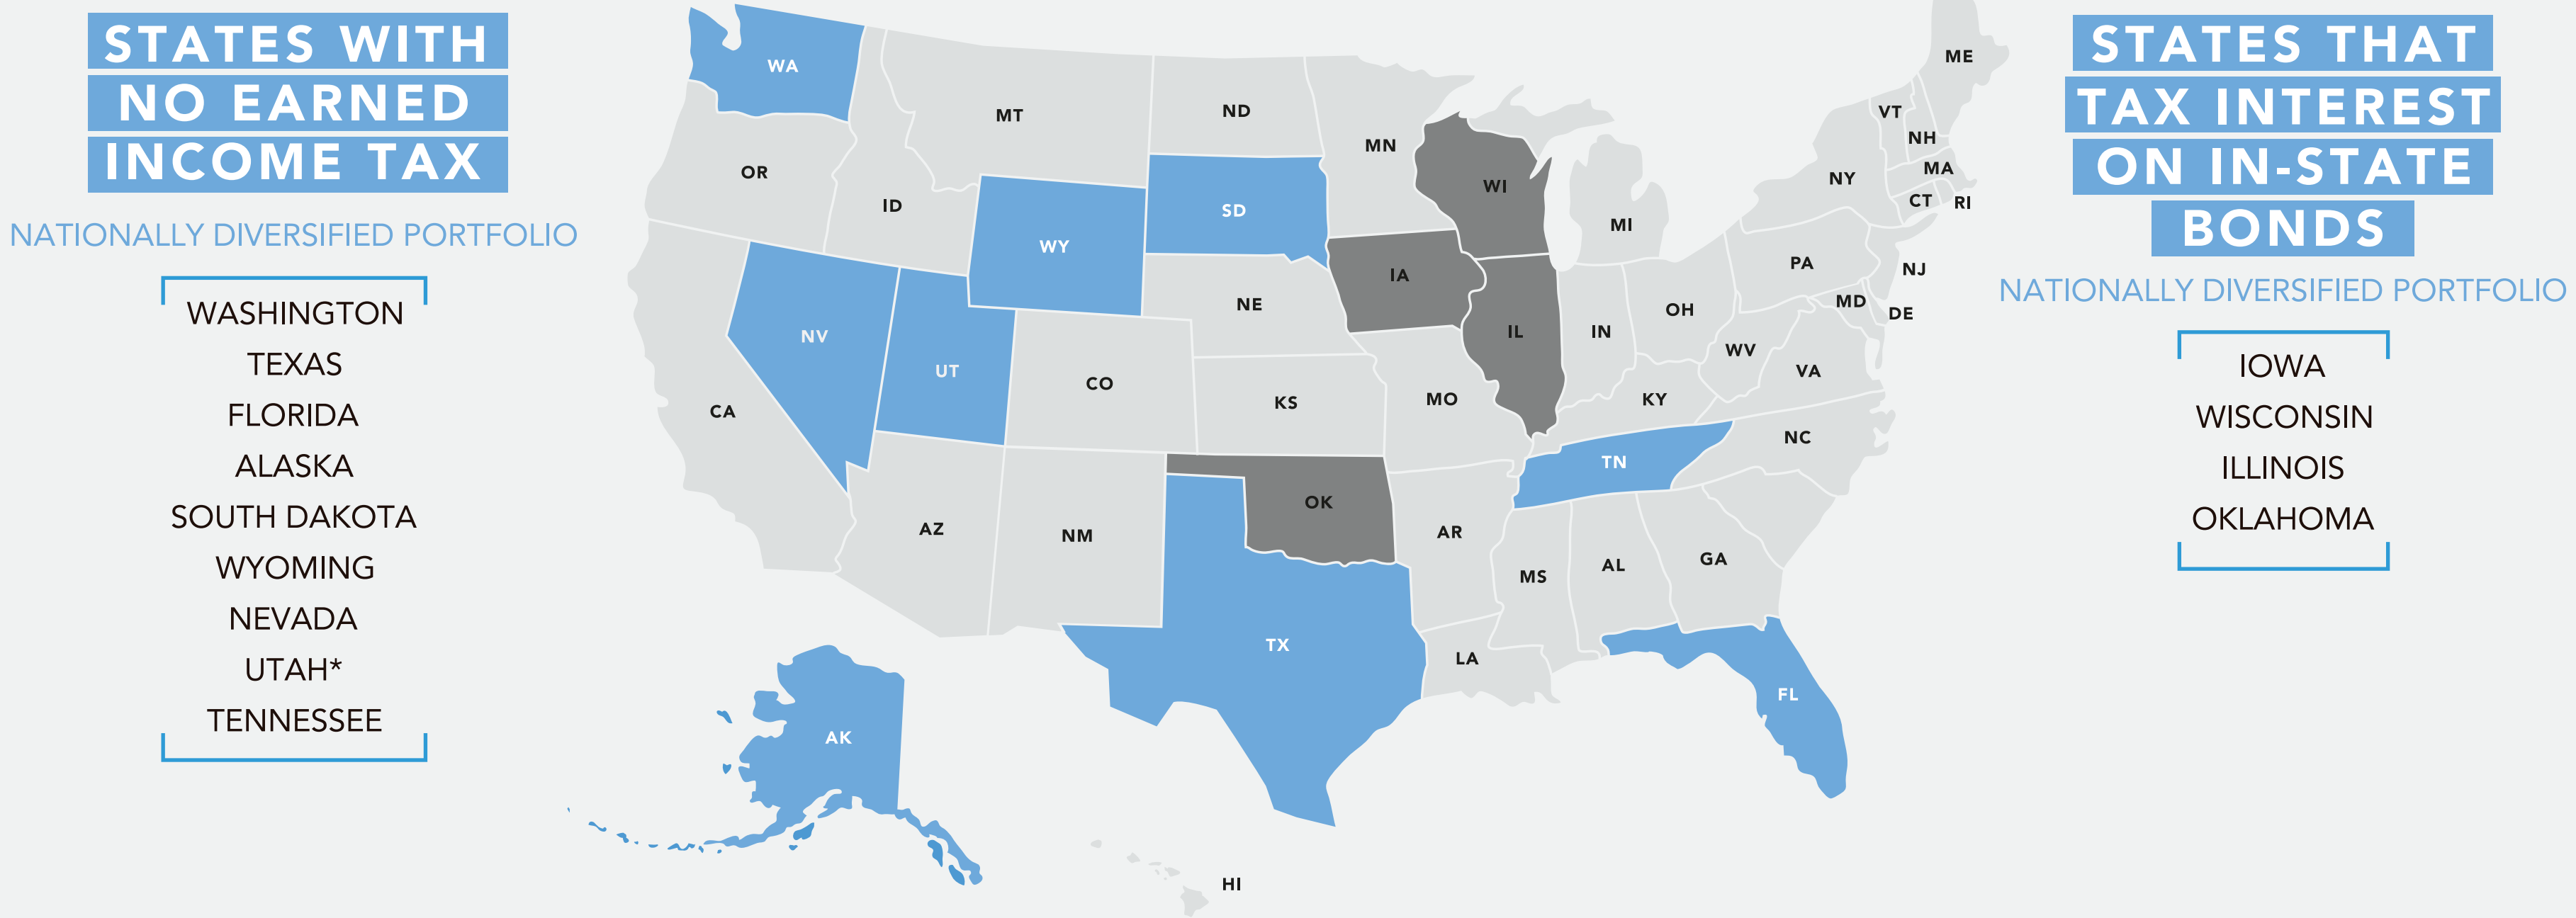 STATES WITH
NO EARNED
INCOME TAX
NATIONALLY DIVERSIFIED PORTFOLIO
WASHINGTON
TEXAS
FLORIDA
ALASKA
SOUTH DAKOTA
WYOMING
NEVADA
UTAH*
TENNESSEE
WA
MT
ND
MN
OR
ID
WY
SD
WI
MI
NY
VT
NH
ME
MA
CT
RI
NV
UT
NE
IA
IL
IN
OH
PA
NJ
MD
DE
WV
VA
CA
CO
KS
MO
KY
NC
TN
AZ
NM
OK
AR
MS
AL
GA
TX
LA
FL
AK
HI
STATES THAT
TAX INTEREST
ON IN-STATE
BONDS
NATIONALLY DIVERSIFIED PORTFOLIO
IOWA
WISCONSIN
ILLINOIS
OKLAHOMA